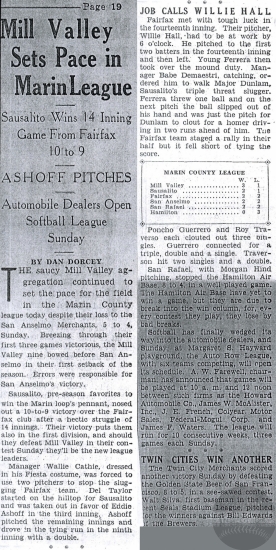 Page 19
Mill Valley
Sets Pace in
Marin League
Sausalito Wins 14 Inning
Game From Fairfax
10 to 9
ASHOFF PITCHES
Automobile Dealers Open
Softball League
Sunday
BY DAN DORCEY
THE saucy Mill Valley ag-
gregation continued to
set the pace for the field
in the Marin County
league today despite their loss to the
San Anselmo Merchants, 5 to 4,
Sunday. Breezing through their
first three games victorious, the Mill
Valley nine bowed before San An-
selmo in their first setback of the
season. Errors were responsible for
San Anselmo's victory.
Sausalito, pre-season favorites to
win the Marin loop's pennant, nosed
out a 10-to-9 victory over the Fair-
fax club after a hectic struggle of
14 innings. Their victory puts them
also in the first division, and should
they defeat Mill Valley in their con-
test Sunday they'll be the new league
leaders.
Manager Wallie Cathie, dressed
in his Fiesta costume, was forced to
use two pitchers to stop the slug-
ging Fairfax team. Del Taylor
started on the hilltop for Sausalito
and was taken out in favor of Eddie
Ashoff in the third inning. Ashoff
pitched the remaining innings and
drove in the tying run in the ninth
inning with a double.
JOB CALLS WILLIE HALL
Fairfax met with tough luck in
the fourteenth inning. Their pitcher,
Willie Hall, had to be at work by
6 o'clock. He pitched to the first
two batters in the fourteenth inning
and then left. Young Ferrera then
took over the mound duty. Man-
ager Babe Demastri, catching, or-
dered him to walk Major Dunlam,
Sausalito's triple threat slugger.
Ferrera threw one ball and on the
next pitch the ball slipped out of
his hand and was just the pitch for
Dunlam to clout for a homer driv-
ing in two runs ahead of him. The
Fairfax team staged a rally in their
half but it fell short of tying the
score.
MARIN COUNTY LEAGUE
W. L.
Mill Valley 3 1
Sausalito
Fairfax
San Anselmo
San Rafael
Hamilton
Poncho Guerrero and Roy Tra-
verso each clouted out three sin-
gles. Guerrero connected for a
triple, double and a single. Traver-
son hit two singles and a double.
San Rafael, with Morgan Hind
pitching, stopped the Hamilton Air
Base, 8 to 4, in a well played game.
The Hamilton Air Base have yet to
win a game, but they are due to
break into the win column, for, ev-
ery contest they play, they lose by
bad breaks.
Softball has finally wedged its
way into the automobile dealers, and
Sunday at Margaret S. Hayward
playground, the Auto Row League,
with six teams competing, will open
its schedule. A. W. Farewell, chair-
man, has announced that games will
be played at 10 a. m. and 12 noon
between such firms as the Howard
Automobile Co., James W. McAlister,
Inc., J. E. French, Colyear Motor
Sales, Federal-Mogul Corp. and
James F. Waters. The league will
run for 10 consecutive weeks, three
games each Sunday.
TWIN CITIES WIN ANOTHER
The Twin City Merchants scored
another victory Sunday by defeating
the Golden State Beef of San Fran-
cisco, 6 to 5, in a see-sawed contest.
Walt Silva, first baseman in the re-
cent Seals Baseball School, pitched
for the winners against Bill Edwards
of the Brewers.